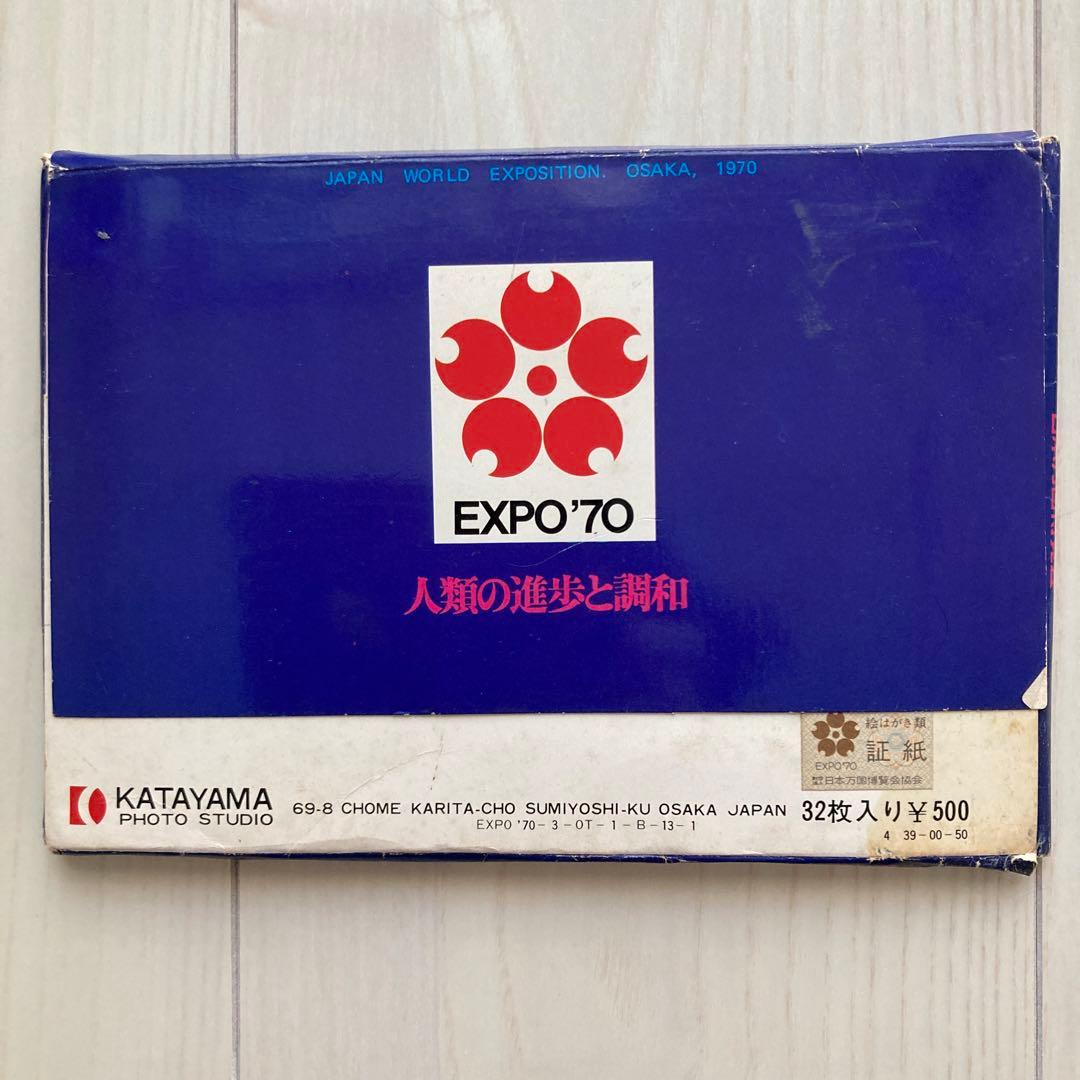 JAPAN WORLD EXPOSITION. OSAKA, 1970
EXPO'70
人類の進歩と調和
絵はがき類
証紙
EXPO'70
日本万国博覧会協会
KATAYAMA
PHOTO STUDIO
69-8 CHOME KARITA-CHO SUMIYOSHI-KU OSAKA JAPAN
32枚入り¥500
EXPO '70-3-OT-1-B-13-1
4 39-00-50